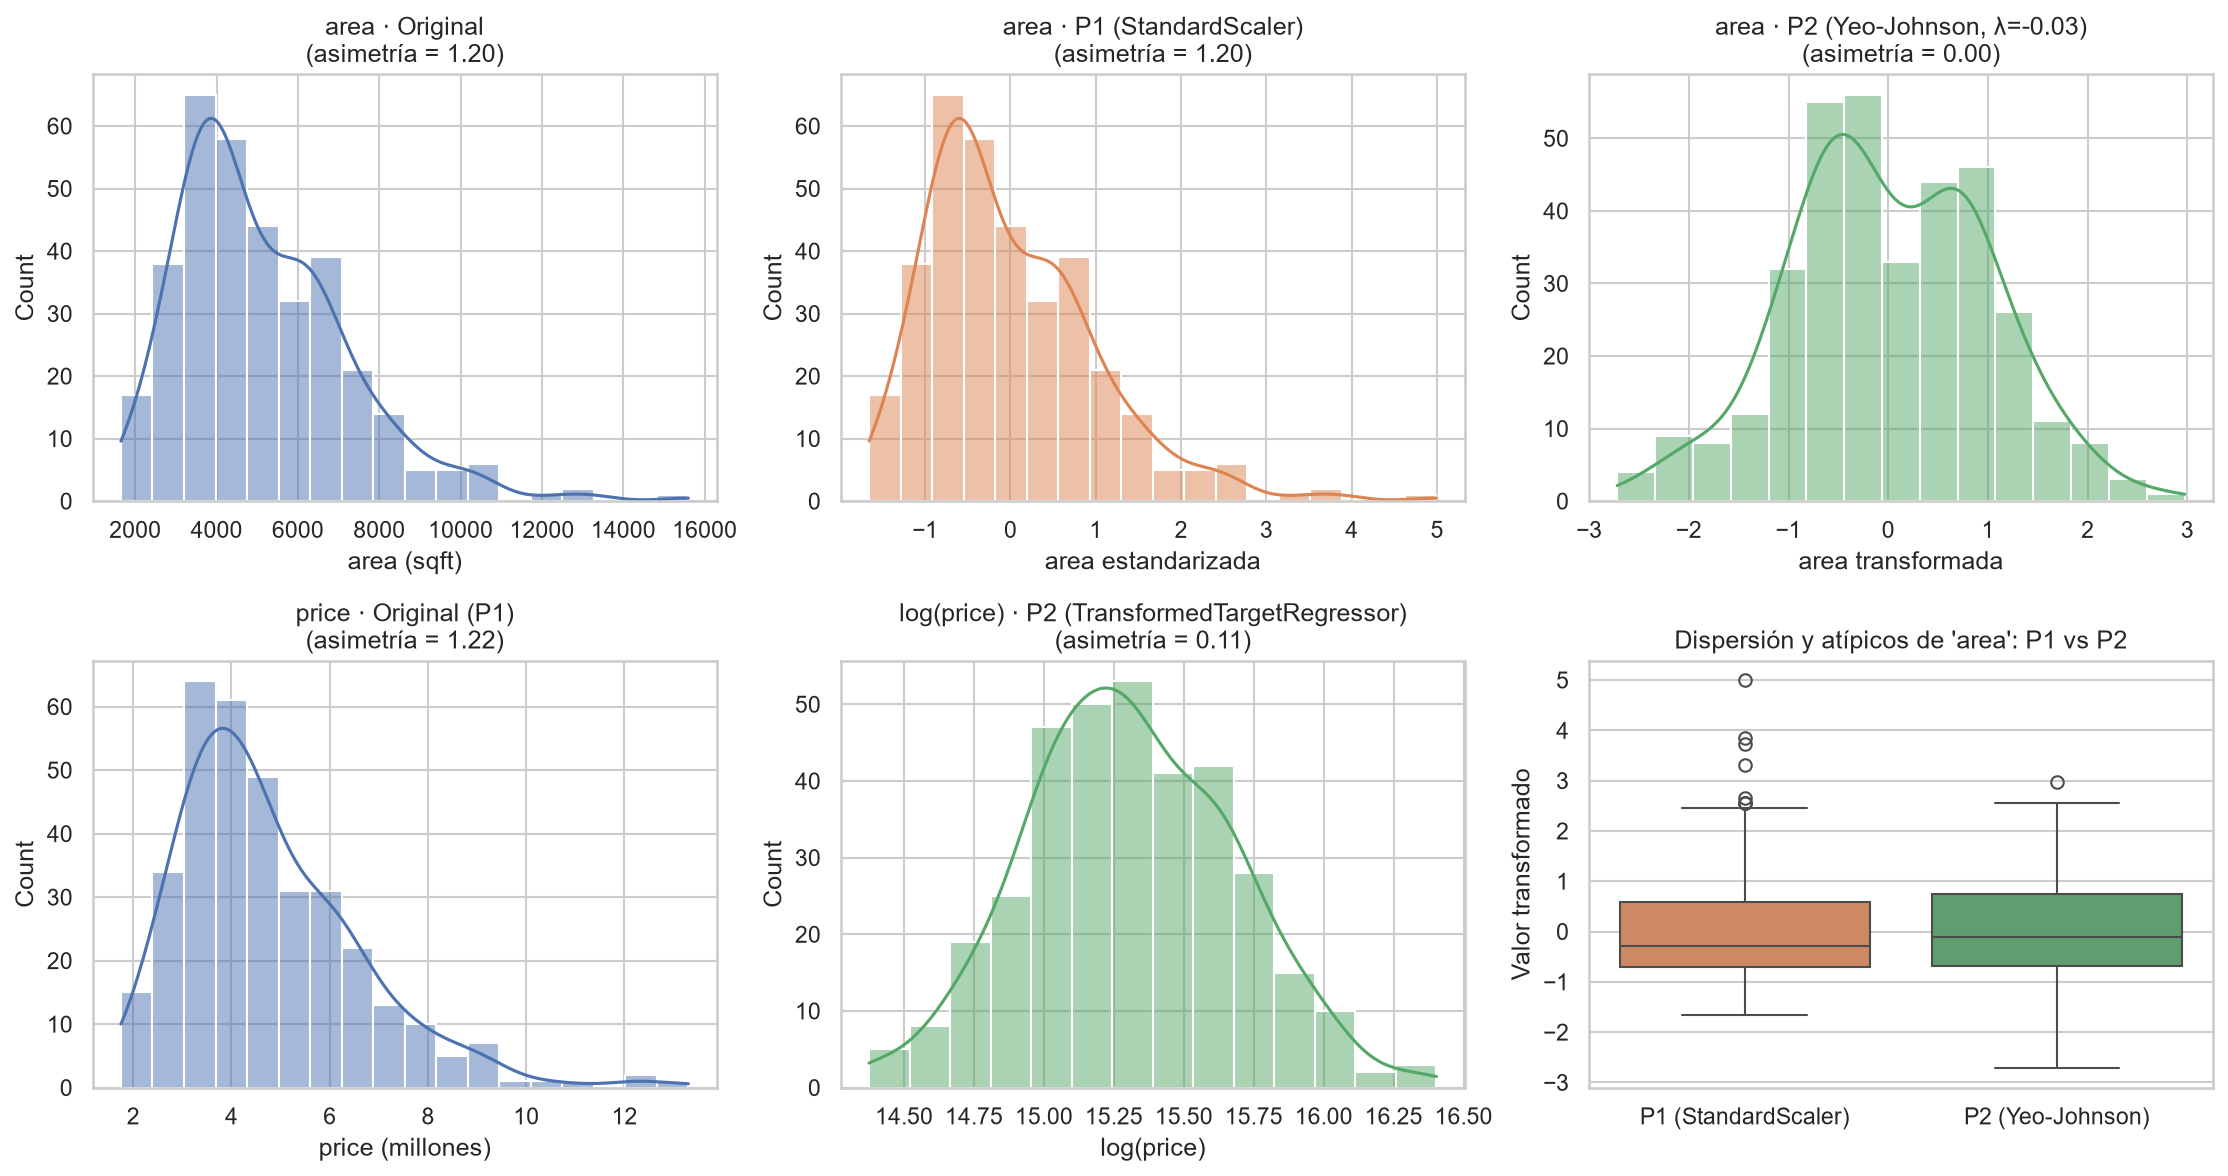 area · Original
(asimetría = 1.20)
Count
60
50
40
30
20
10
0
2000 4000 6000 8000 10000 12000 14000 16000
area (sqft)
area · P1 (StandardScaler)
(asimetría = 1.20)
Count
60
50
40
30
20
10
0
−1 0 1 2 3 4 5
area estandarizada
area · P2 (Yeo-Johnson, λ=-0.03)
(asimetría = 0.00)
Count
50
40
30
20
10
0
−3 −2 −1 0 1 2 3
area transformada
price · Original (P1)
(asimetría = 1.22)
Count
60
50
40
30
20
10
0
2 4 6 8 10 12
price (millones)
log(price) · P2 (TransformedTargetRegressor)
(asimetría = 0.11)
Count
50
40
30
20
10
0
14.50 14.75 15.00 15.25 15.50 15.75 16.00 16.25 16.50
log(price)
Dispersión y atípicos de 'area': P1 vs P2
Valor transformado
5
4
3
2
1
0
−1
−2
−3
P1 (StandardScaler) P2 (Yeo-Johnson)